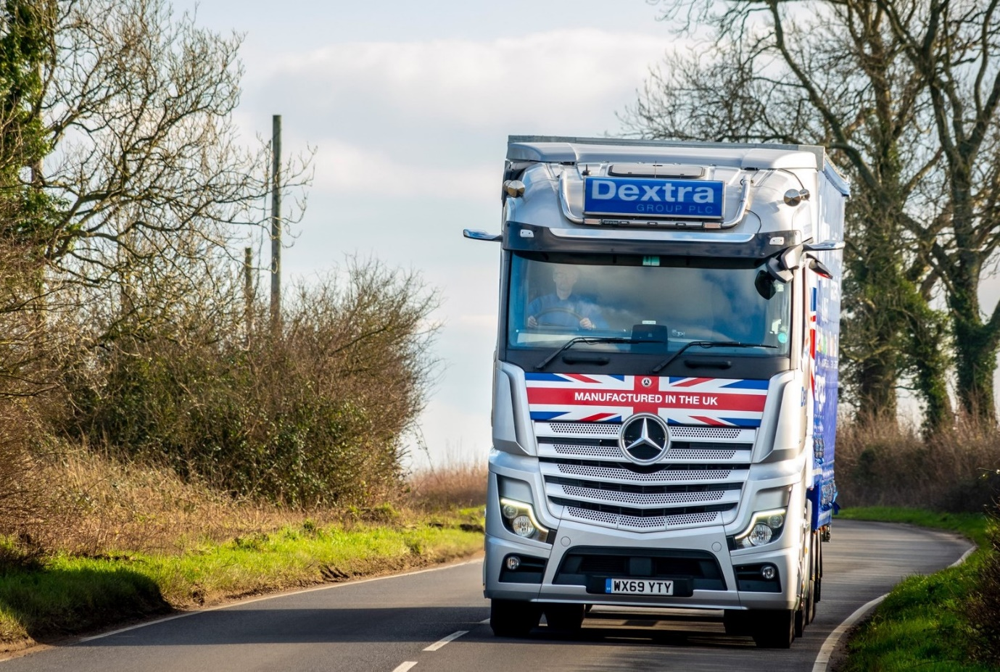 Dextra
GROUP PLC
MANUFACTURED IN THE UK
WX69 YTY